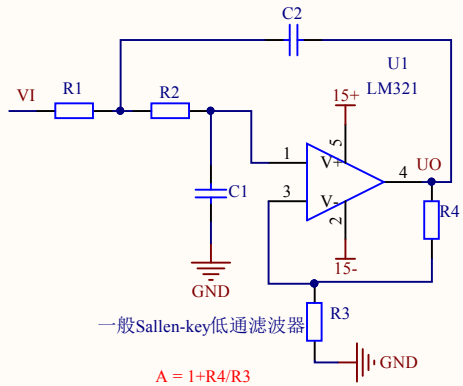 C2
U1
LM321
VI
R1
R2
15+
5
1
V+
4
UO
3
V-
2
C1
R4
15-
GND
R3
一般Sallen-key低通滤波器
GND
A = 1+R4/R3